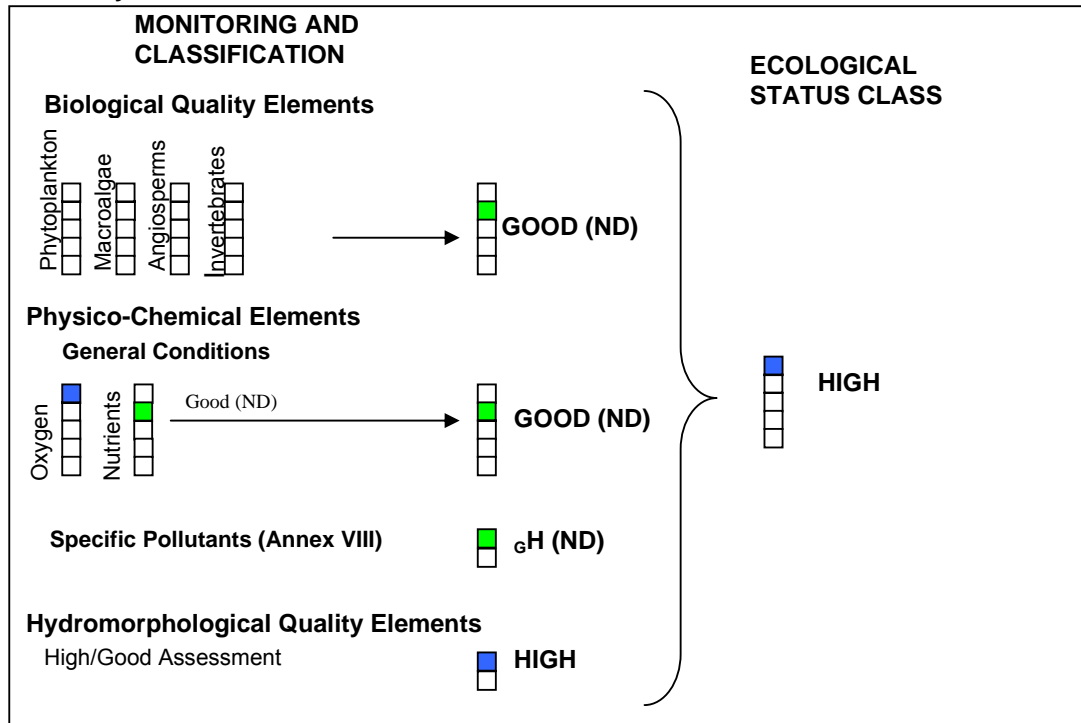 MONITORING AND
CLASSIFICATION
ECOLOGICAL
STATUS CLASS
Biological Quality Elements
Phytoplankton
Macroalgae
Angiosperms
Invertebrates
GOOD (ND)
Physico-Chemical Elements
General Conditions
Oxygen
Nutrients
Good (ND)
GOOD (ND)
HIGH
Specific Pollutants (Annex VIII)
GH (ND)
Hydromorphological Quality Elements
High/Good Assessment
HIGH